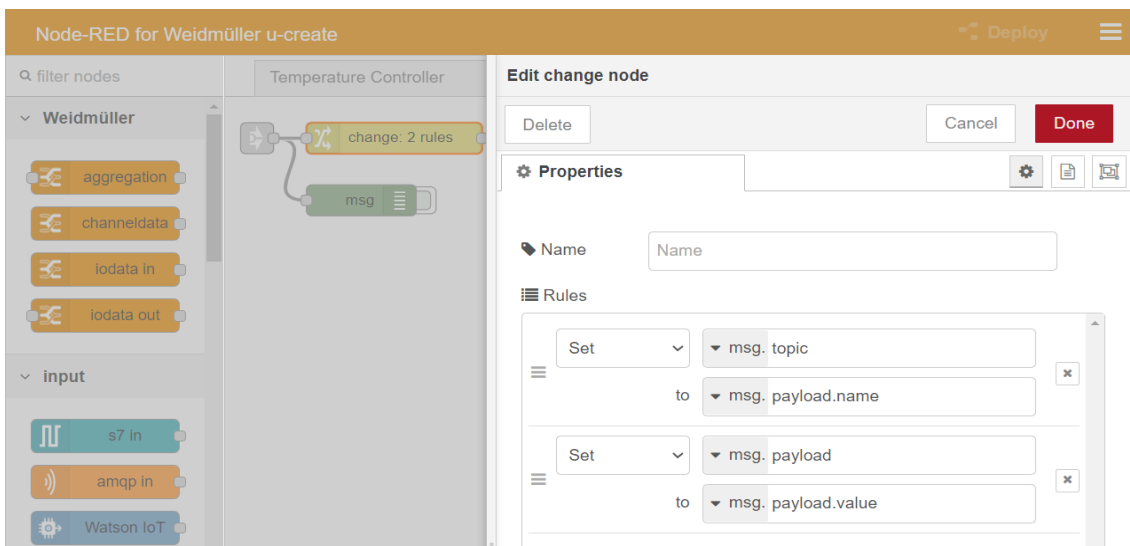 Node-RED for Weidmüller u-create
Deploy
filter nodes
Temperature Controller
Edit change node
Weidmüller
Delete
Cancel
Done
change: 2 rules
msg
Properties
aggregation
channeldata
iodata in
iodata out
Name
Name
Rules
Set
msg. topic
to
msg. payload.name
input
Set
msg. payload
to
msg. payload.value
s7 in
amqp in
Watson IoT